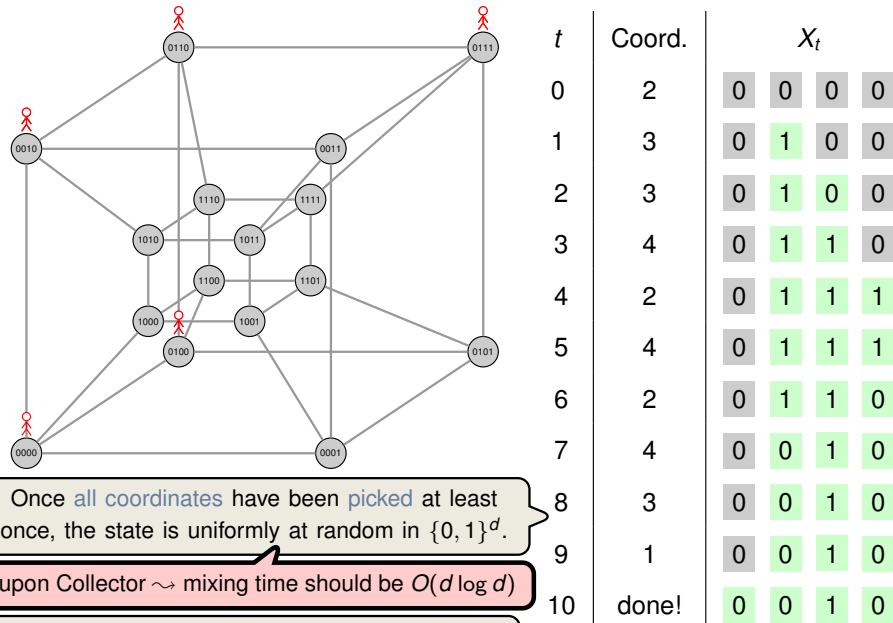 0110
0111
0010
0011
1110
1111
1010
1011
1100
1101
1000
1001
0100
0101
0000
0001
Once all coordinates have been picked at least
once, the state is uniformly at random in {0, 1}^d.
upon Collector ⇝ mixing time should be O(d log d)
t Coord. X_t
0 2 0 0 0 0
1 3 0 1 0 0
2 3 0 1 0 0
3 4 0 1 1 0
4 2 0 1 1 1
5 4 0 1 1 1
6 2 0 1 1 0
7 4 0 0 1 0
8 3 0 0 1 0
9 1 0 0 1 0
10 done! 0 0 1 0